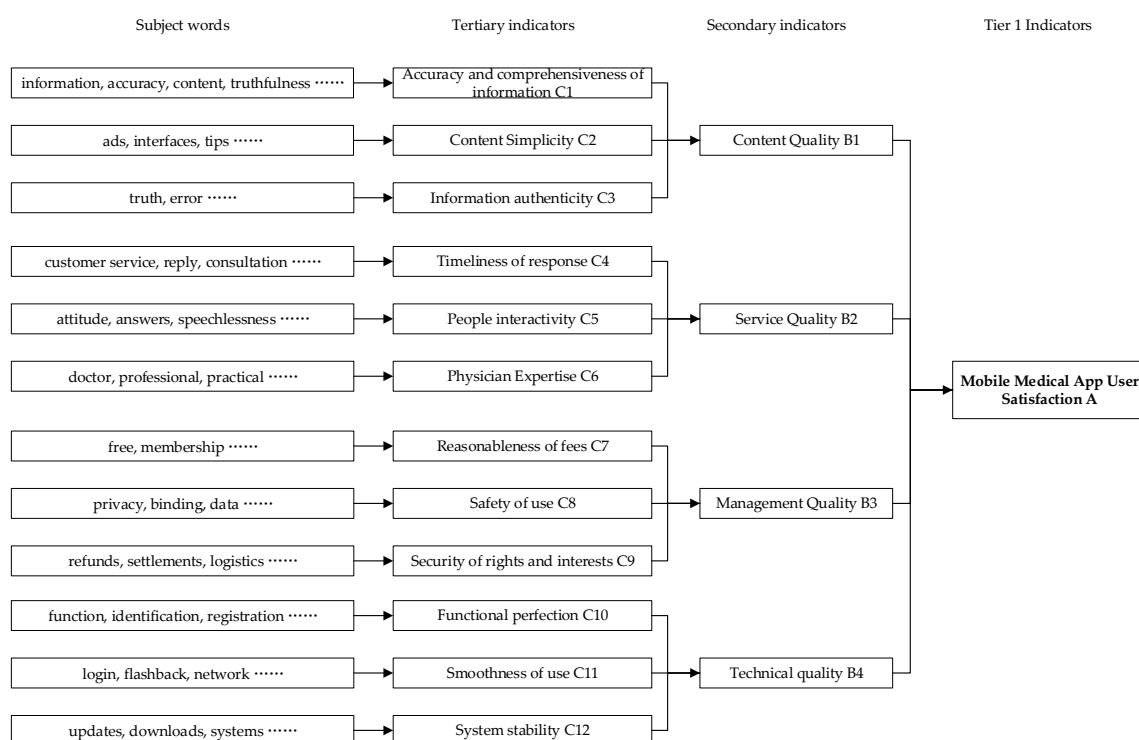 Subject words Tertiary indicators Secondary indicators Tier 1 Indicators
information, accuracy, content, truthfulness ······
Accuracy and comprehensiveness of
information C1
ads, interfaces, tips ······
Content Simplicity C2
Content Quality B1
truth, error ······
Information authenticity C3
customer service, reply, consultation ······
Timeliness of response C4
attitude, answers, speechlessness ······
People interactivity C5
Service Quality B2
doctor, professional, practical ······
Physician Expertise C6
Mobile Medical App User
Satisfaction A
free, membership ······
Reasonableness of fees C7
privacy, binding, data ······
Safety of use C8
Management Quality B3
refunds, settlements, logistics ······
Security of rights and interests C9
function, identification, registration ······
Functional perfection C10
login, flashback, network ······
Smoothness of use C11
Technical quality B4
updates, downloads, systems ······
System stability C12